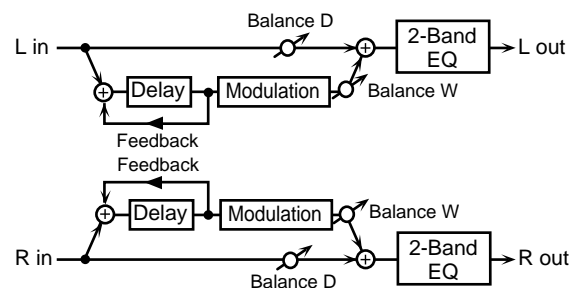 Balance D
L in
2-Band
EQ
L out
Delay
Modulation
Balance W
Feedback
Feedback
Delay
Modulation
Balance W
R in
2-Band
EQ
R out
Balance D